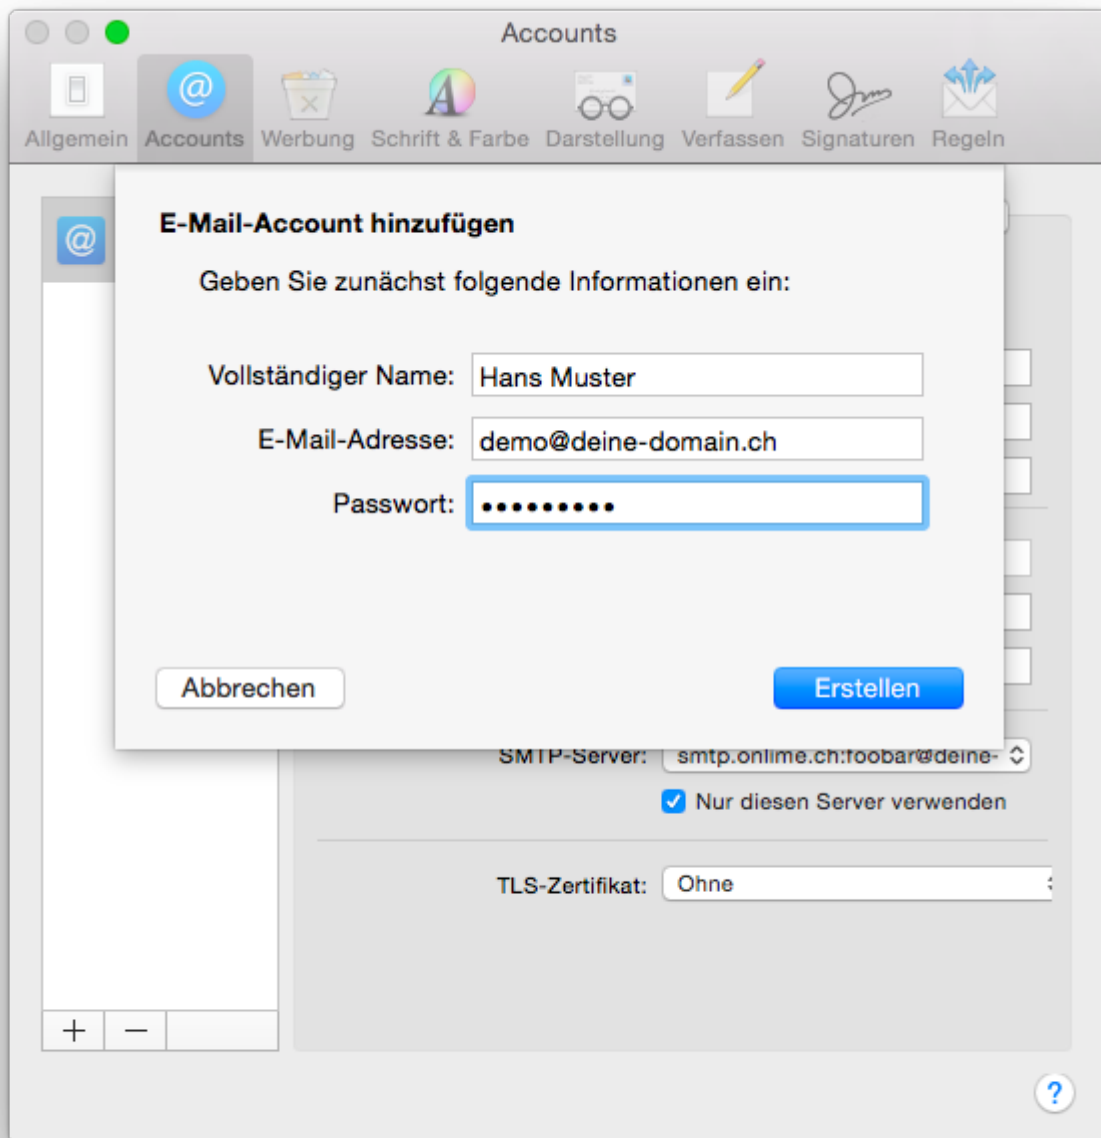 Accounts
Allgemein Accounts Werbung Schrift & Farbe Darstellung Verfassen Signaturen Regeln
E-Mail-Account hinzufügen
Geben Sie zunächst folgende Informationen ein:
Vollständiger Name: Hans Muster
E-Mail-Adresse: demo@deine-domain.ch
Passwort: •••••••••
Abbrechen Erstellen
SMTP-Server: smtp.onlime.ch:foobar@deine-
Nur diesen Server verwenden
TLS-Zertifikat: Ohne
+ −
?